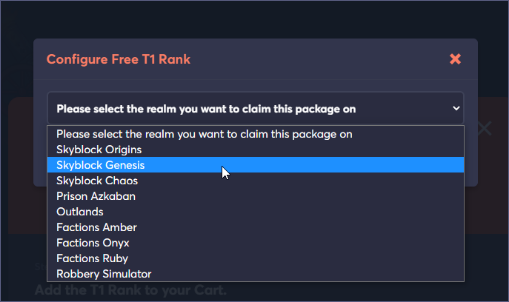 Configure Free T1 Rank
Please select the realm you want to claim this package on
Please select the realm you want to claim this package on
Skyblock Origins
Skyblock Genesis
Skyblock Chaos
Prison Azkaban
Outlands
Factions Amber
Factions Onyx
Factions Ruby
Robbery Simulator
Add the T1 Rank to your Cart.